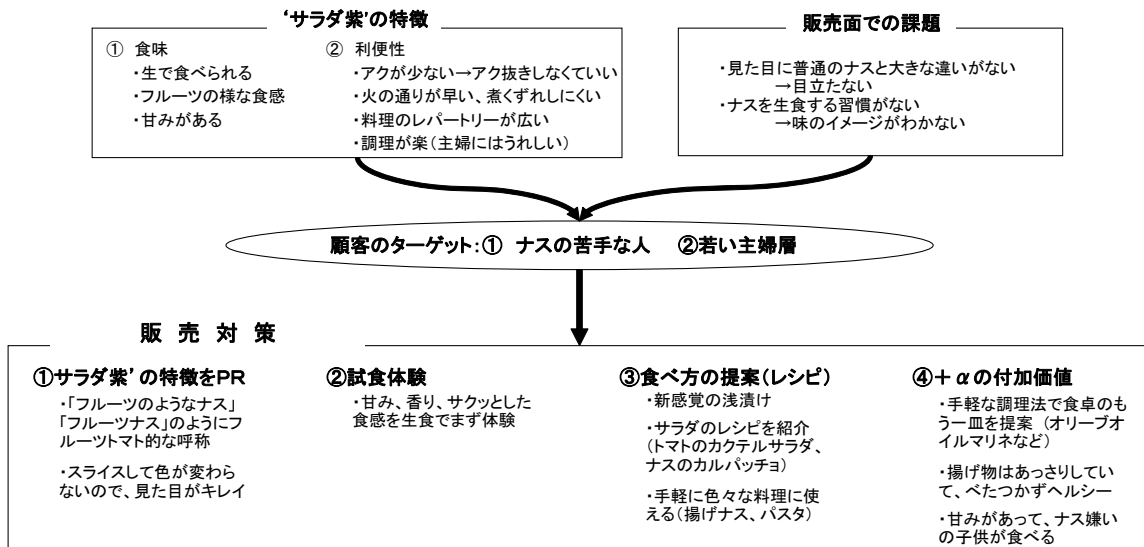 ‘サラダ紫’の特徴
① 食味
・生で食べられる
・フルーツの様な食感
・甘みがある
② 利便性
・アクが少ない→アク抜きしなくていい
・火の通りが早い、煮くずれしにくい
・料理のレパートリーが広い
・調理が楽(主婦にはうれしい)
販売面での課題
・見た目に普通のナスと大きな違いがない
→目立たない
・ナスを生食する習慣がない
→味のイメージがわかない
顧客のターゲット:① ナスの苦手な人 ②若い主婦層
販売対策
①サラダ紫’の特徴をPR
・「フルーツのようなナス」
「フルーツナス」のようにフ
ルーツトマト的な呼称
・スライスして色が変わら
ないので、見た目がキレイ
②試食体験
・甘み、香り、サクッとした
食感を生食でまず体験
③食べ方の提案(レシピ)
・新感覚の浅漬け
・サラダのレシピを紹介
(トマトのカクテルサラダ、
ナスのカルパッチョ)
・手軽に色々な料理に使
える(揚げナス、パスタ)
④+αの付加価値
・手軽な調理法で食卓のも
う一皿を提案 (オリーブオ
イルマリネなど)
・揚げ物はあっさりしてい
て、べたつかずヘルシー
・甘みがあって、ナス嫌い
の子供が食べる